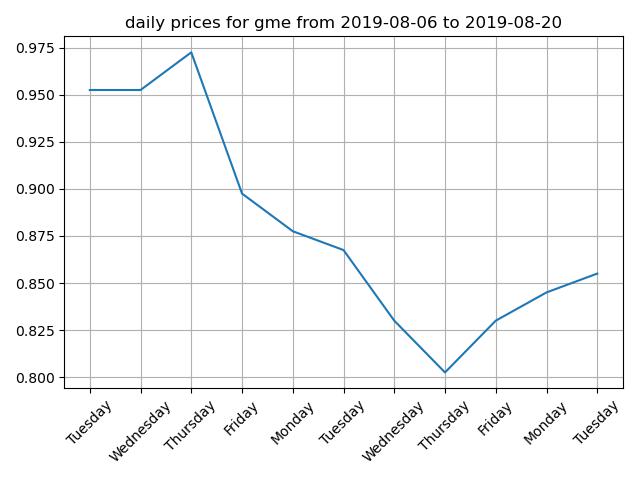 daily prices for gme from 2019-08-06 to 2019-08-20
0.975
0.950
0.925
0.900
0.875
0.850
0.825
0.800
Tuesday
Wednesday
Thursday
Friday
Monday
Tuesday
Wednesday
Thursday
Friday
Monday
Tuesday